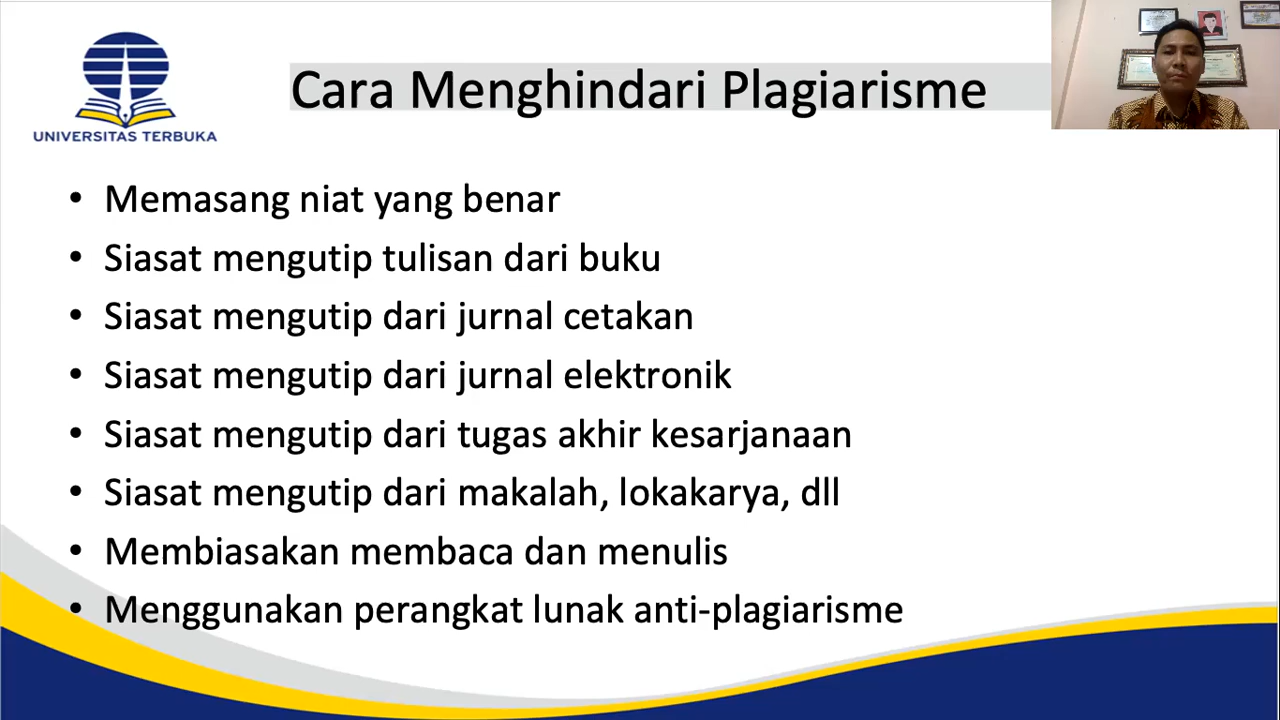 UNIVERSITAS TERBUKA
Cara Menghindari Plagiarisme
• Memasang niat yang benar
• Siasat mengutip tulisan dari buku
• Siasat mengutip dari jurnal cetakan
• Siasat mengutip dari jurnal elektronik
• Siasat mengutip dari tugas akhir kesarjanaan
• Siasat mengutip dari makalah, lokakarya, dll
• Membiasakan membaca dan menulis
• Menggunakan perangkat lunak anti-plagiarisme